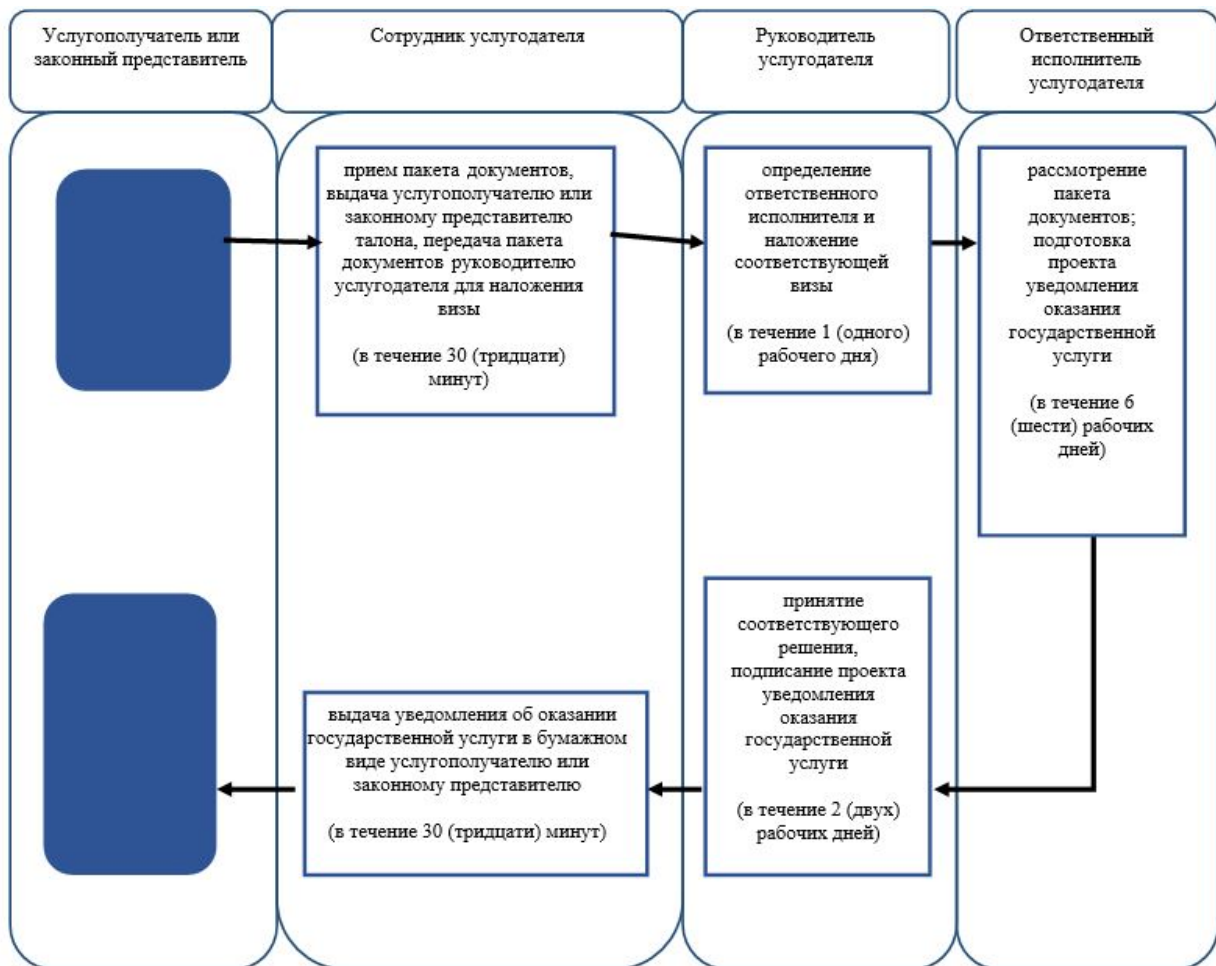 Услугополучатель или
законный представитель
Сотрудник услугодателя
Руководитель
услугодателя
Ответственный
исполнитель
услугодателя
прием пакета документов,
выдача услугополучателю или
законному представителю
талона, передача пакета
документов руководителю
услугодателя для наложения
визы
(в течение 30 (тридцати)
минут)
определение
ответственного
исполнителя и
наложение
соответствующей
визы
(в течение 1 (одного)
рабочего дня)
рассмотрение
пакета
документов;
подготовка
проекта
уведомления
оказания
государственной
услуги
(в течение 6
(шести) рабочих
дней)
принятие
соответствующего
решения,
подписание проекта
уведомления
оказания
государственной
услуги
(в течение 2 (двух)
рабочих дней)
выдача уведомления об оказании
государственной услуги в бумажном
виде услугополучателю или
законному представителю
(в течение 30 (тридцати) минут)